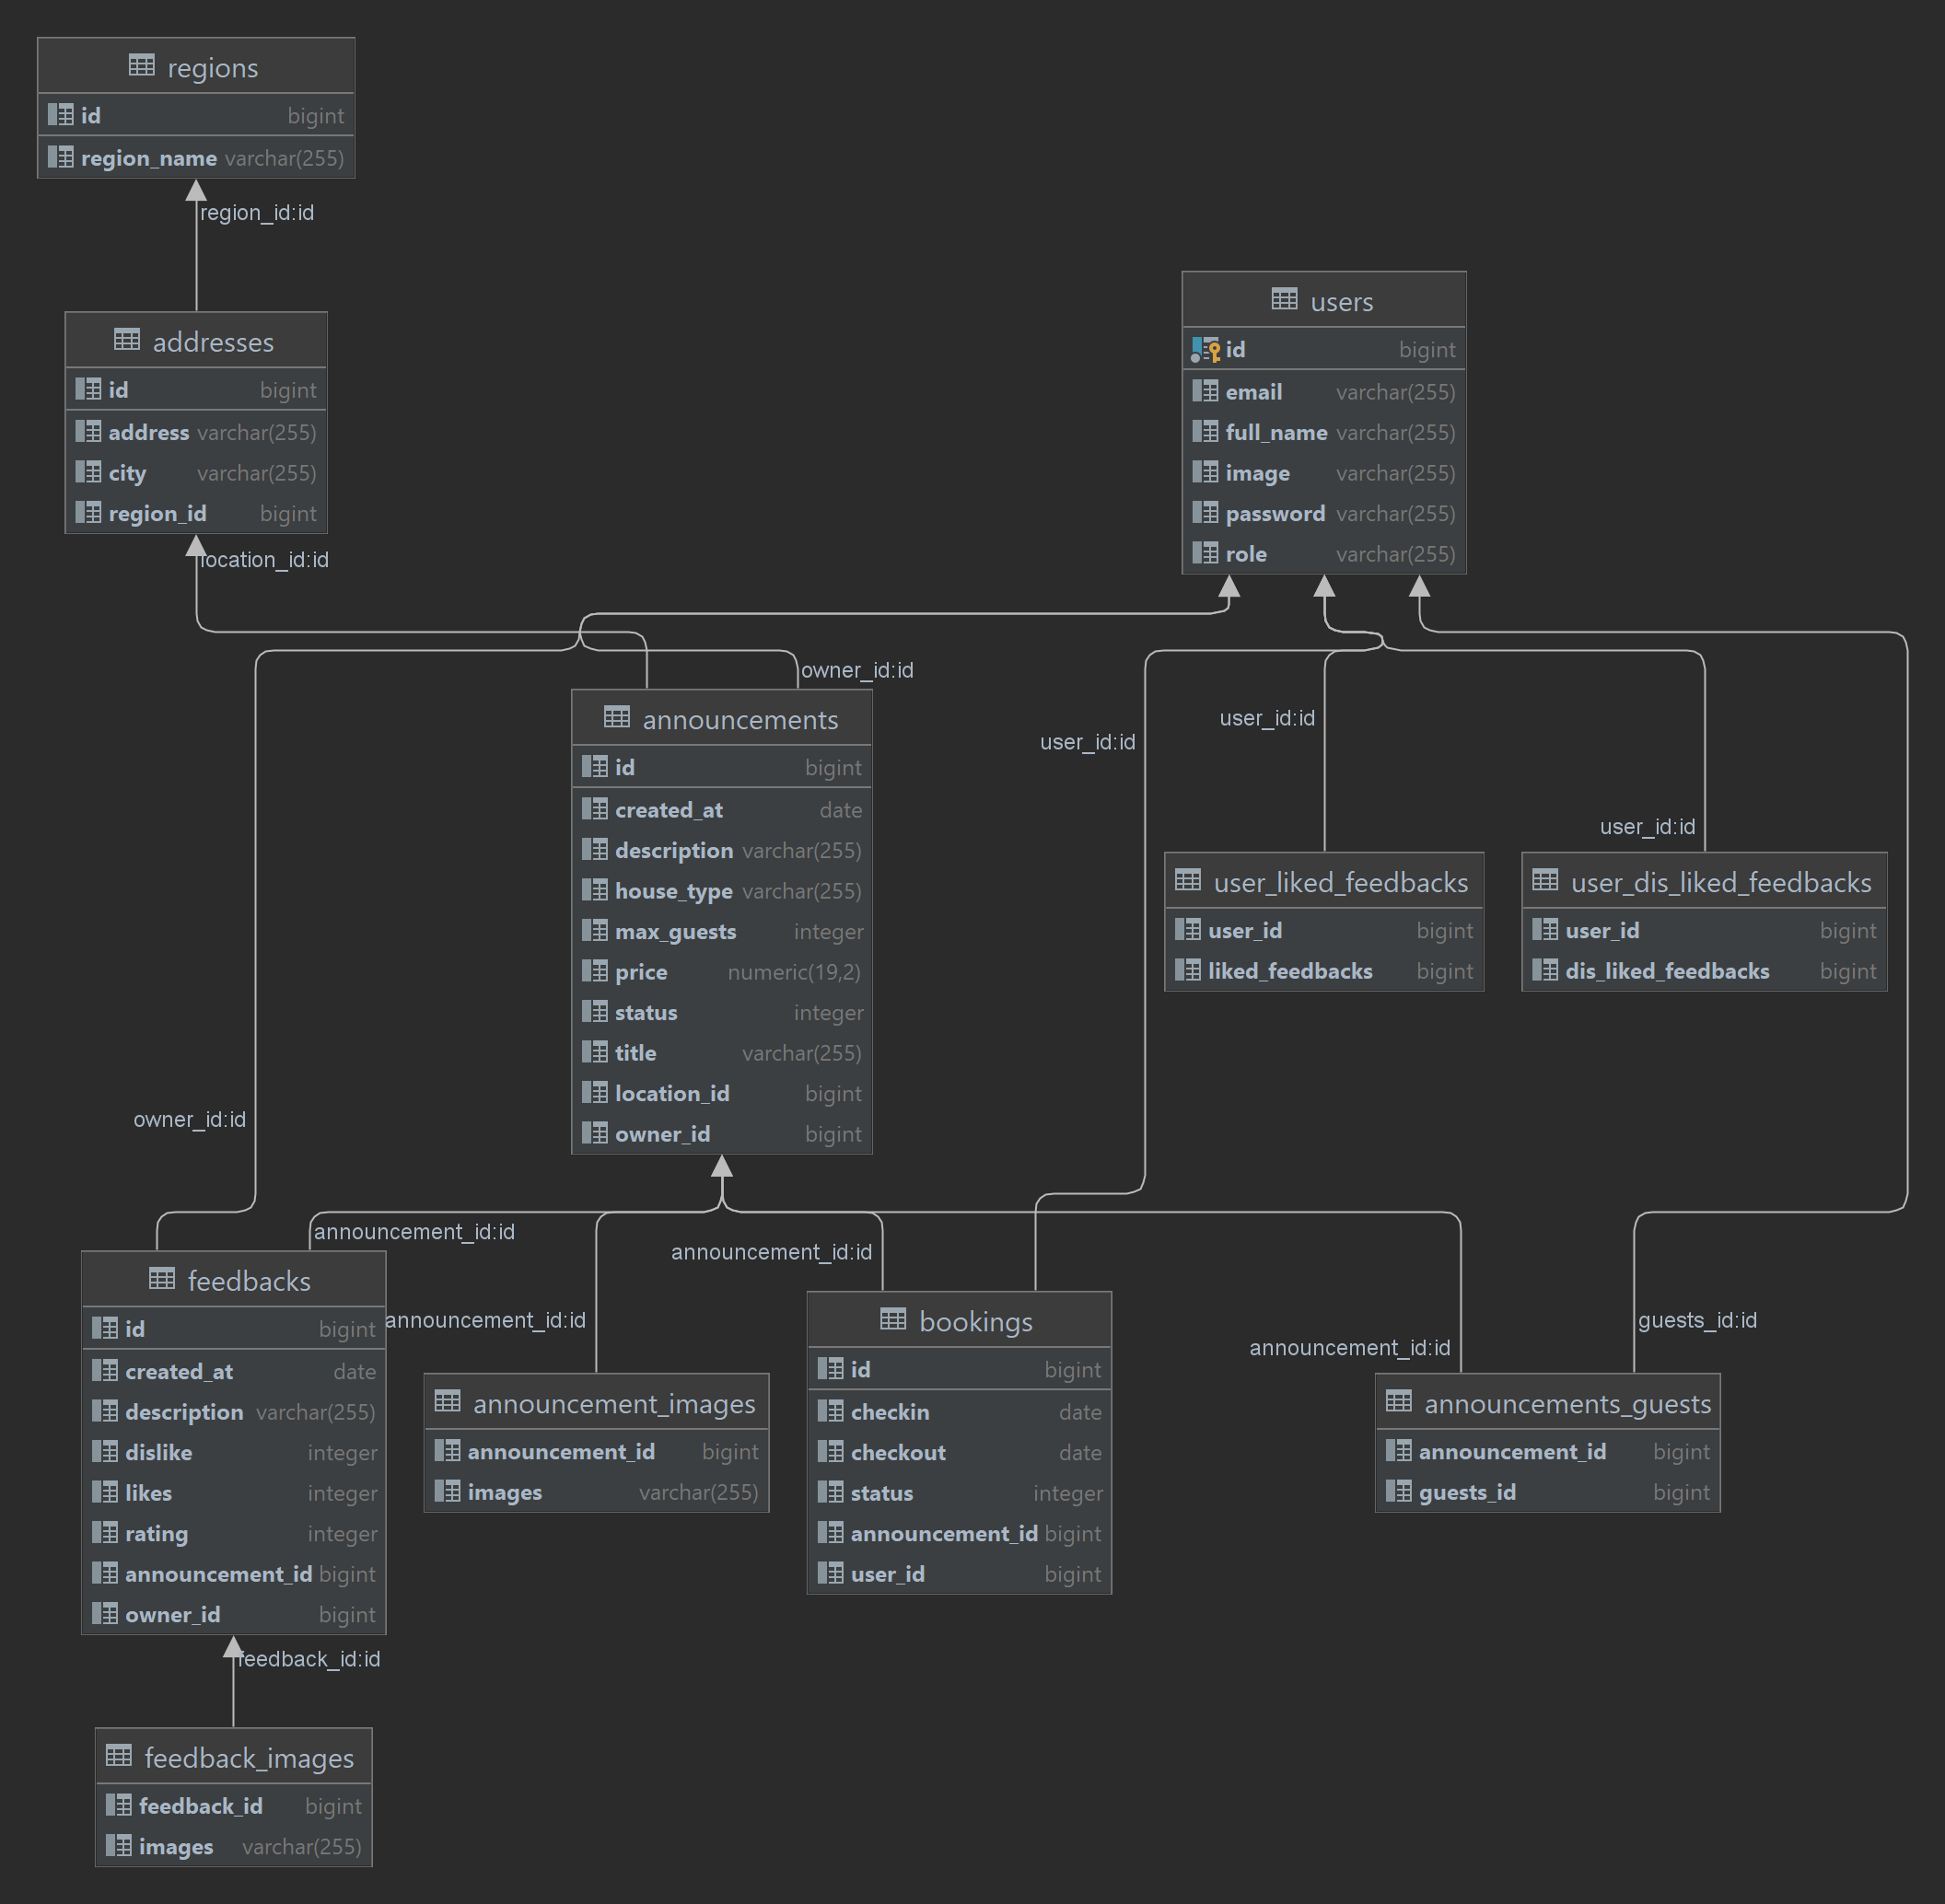 regions
id bigint
region_name varchar(255)
region_id:id
addresses
id bigint
address varchar(255)
city varchar(255)
region_id bigint
location_id:id
users
id bigint
email varchar(255)
full_name varchar(255)
image varchar(255)
password varchar(255)
role varchar(255)
owner_id:id
announcements
id bigint
created_at date
description varchar(255)
house_type varchar(255)
max_guests integer
price numeric(19,2)
status integer
title varchar(255)
location_id bigint
owner_id bigint
user_id:id
user_id:id
user_id:id
user_liked_feedbacks
user_id bigint
liked_feedbacks bigint
user_dis_liked_feedbacks
user_id bigint
dis_liked_feedbacks bigint
owner_id:id
announcement_id:id
feedbacks
id bigint
created_at date
description varchar(255)
dislike integer
likes integer
rating integer
announcement_id bigint
owner_id bigint
announcement_id:id
announcement_images
announcement_id bigint
images varchar(255)
announcement_id:id
bookings
id bigint
checkin date
checkout date
status integer
announcement_id bigint
user_id bigint
announcement_id:id
guests_id:id
announcements_guests
announcement_id bigint
guests_id bigint
feedback_id:id
feedback_images
feedback_id bigint
images varchar(255)